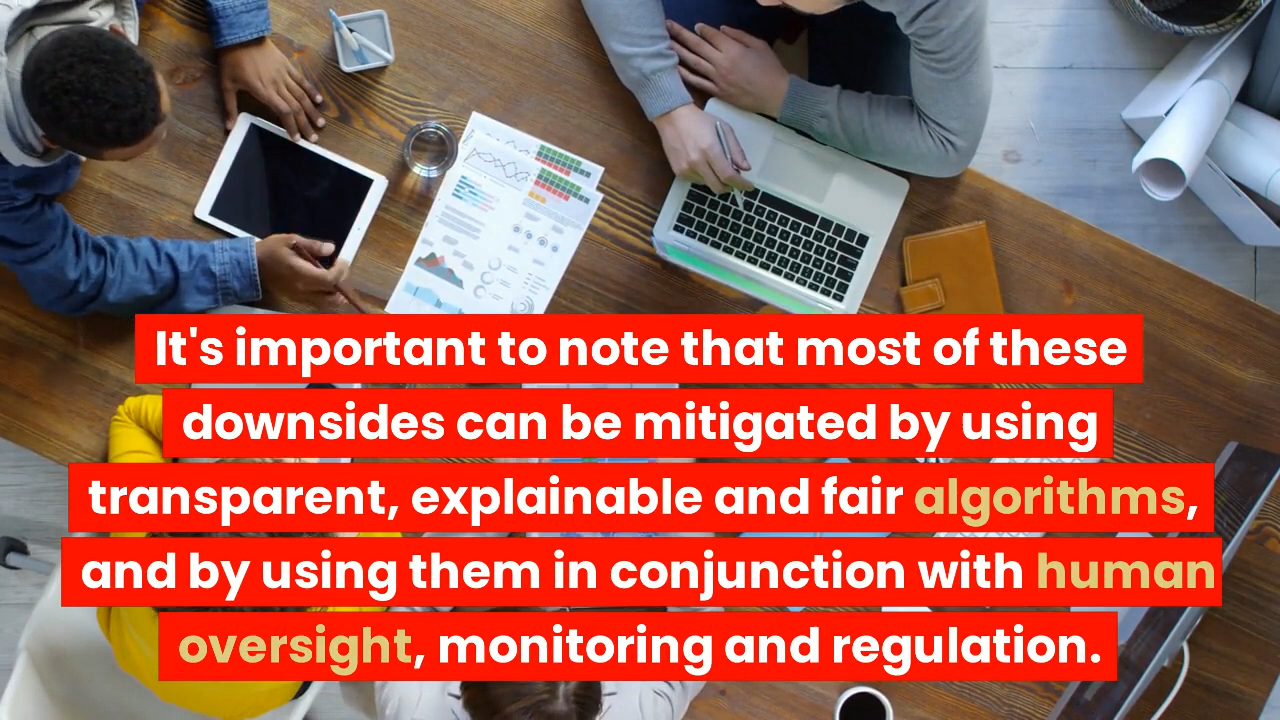 It's important to note that most of these
downsides can be mitigated by using
transparent, explainable and fair algorithms,
and by using them in conjunction with human
oversight, monitoring and regulation.